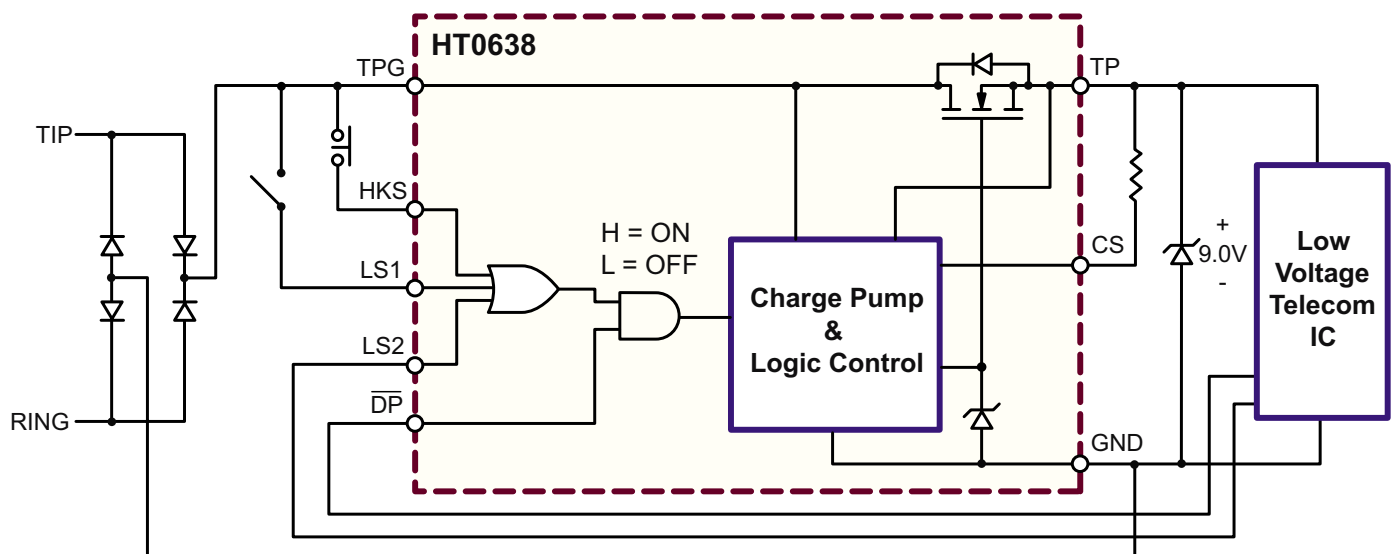 HT0638
TPG
TP
TIP
HKS
H = ON
L = OFF
CS
+
9.0V
-
Low
Voltage
Telecom
IC
LS1
Charge Pump
&
Logic Control
LS2
D̅P̅
RING
GND